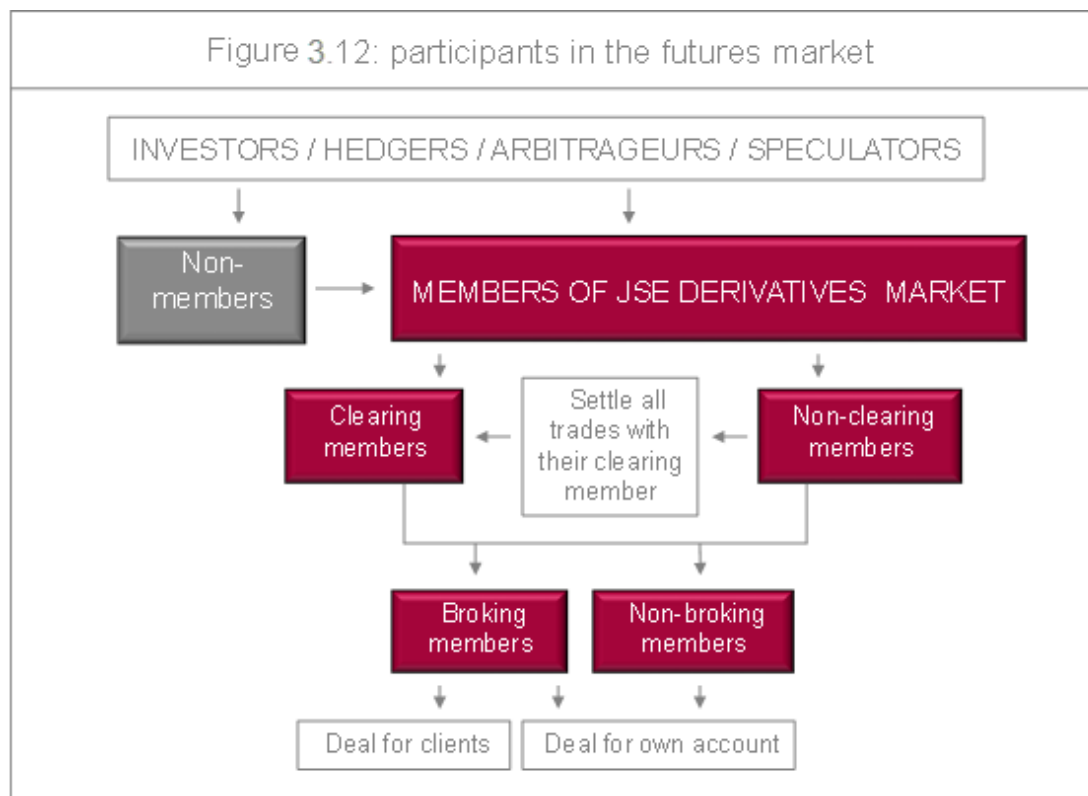 Figure 3.12: participants in the futures market
INVESTORS / HEDGERS / ARBITRAGEURS / SPECULATORS
Non-
members
MEMBERS OF JSE DERIVATIVES MARKET
Clearing
members
Settle all
trades with
their clearing
member
Non-clearing
members
Broking
members
Non-broking
members
Deal for clients
Deal for own account